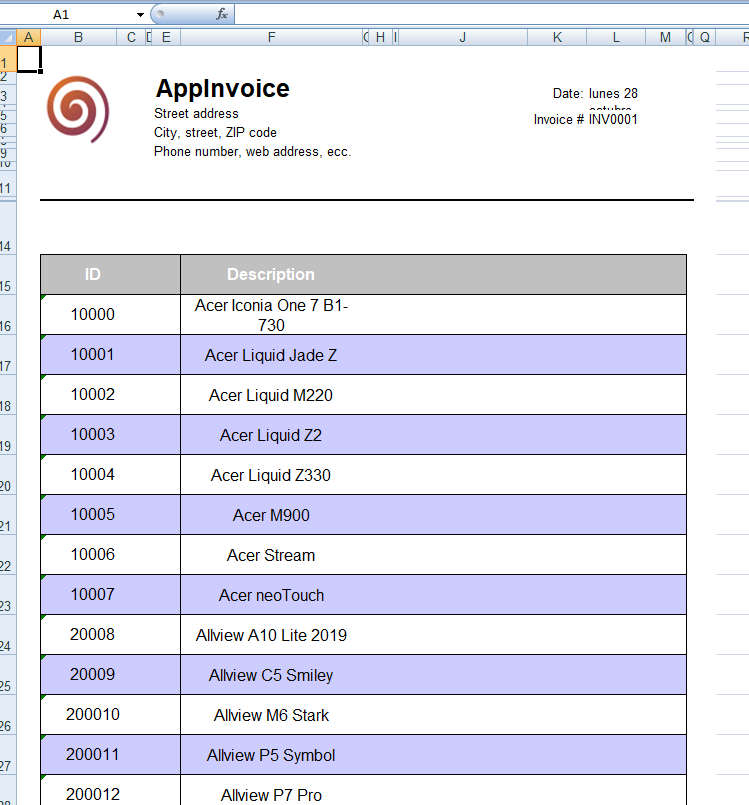 A1
fx
A B C E F H J K L M Q
1
2
3
5
6
9
11
14
15
16
17
18
19
20
21
22
23
24
25
26
27
AppInvoice
Street address
City, street, ZIP code
Phone number, web address, ecc.
Date: lunes 28
Invoice # INV0001
ID Description
10000 Acer Iconia One 7 B1-
730
10001 Acer Liquid Jade Z
10002 Acer Liquid M220
10003 Acer Liquid Z2
10004 Acer Liquid Z330
10005 Acer M900
10006 Acer Stream
10007 Acer neoTouch
20008 Allview A10 Lite 2019
20009 Allview C5 Smiley
200010 Allview M6 Stark
200011 Allview P5 Symbol
200012 Allview P7 Pro